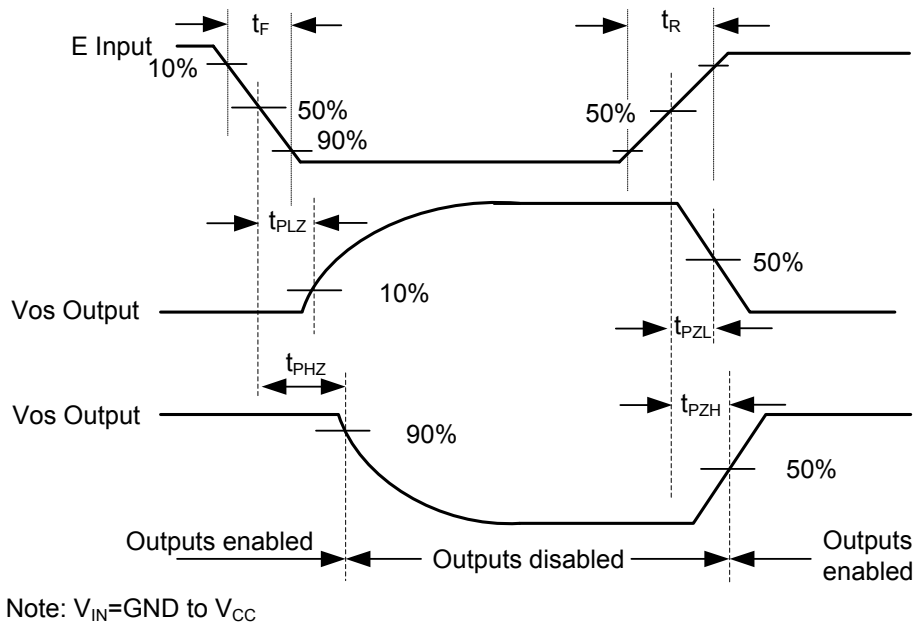 t_F
t_R
E Input
10%
50%
50%
90%
t_PLZ
50%
10%
Vos Output
t_PZL
t_PHZ
t_PZH
Vos Output
90%
50%
Outputs enabled
Outputs disabled
Outputs
enabled
Note: V_IN=GND to V_CC